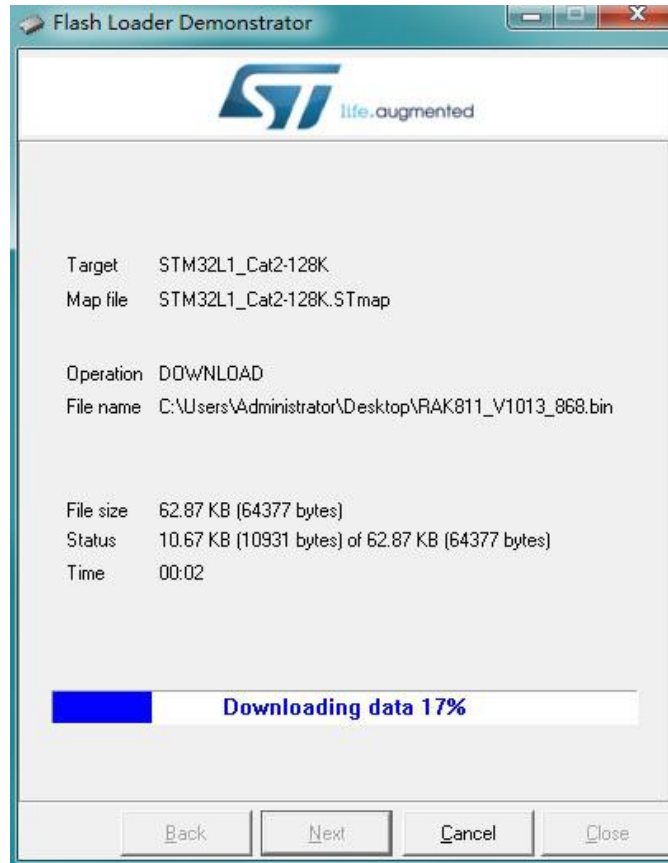 Flash Loader Demonstrator
ST life.augmented
Target STM32L1_Cat2-128K
Map file STM32L1_Cat2-128K.STmap
Operation DOWNLOAD
File name C:\Users\Administrator\Desktop\RAK811_V1013_868.bin
File size 62.87 KB (64377 bytes)
Status 10.67 KB (10931 bytes) of 62.87 KB (64377 bytes)
Time 00:02
Downloading data 17%
Back Next Cancel Close